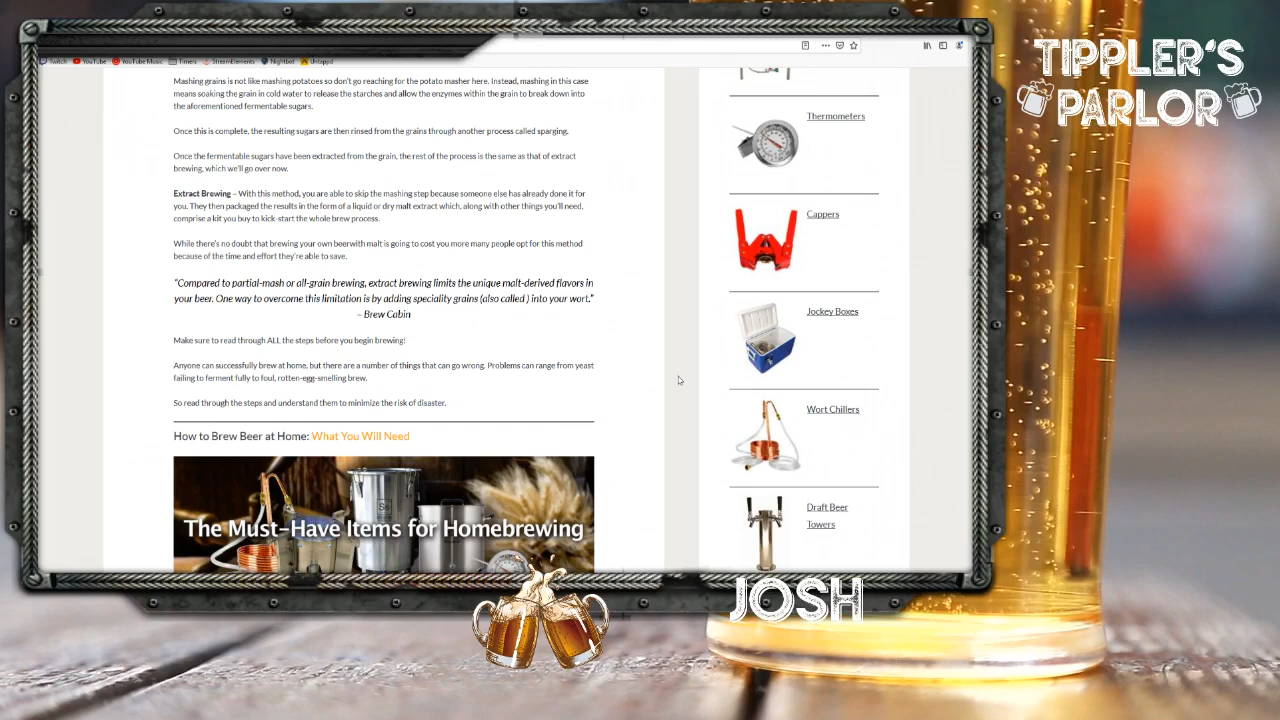 TIPPLER'S
PARLOR
Twitch YouTube YouTube Music Timers StreamElements Nightbot Untappd
Mashing grains is not like mashing potatoes so don't go reaching for the potato masher here. Instead, mashing in this case
means soaking the grain in cold water to release the starches and allow the enzymes within the grain to break down into
the aforementioned fermentable sugars.
Once this is complete, the resulting sugars are then rinsed from the grains through another process called sparging.
Once the fermentable sugars have been extracted from the grain, the rest of the process is the same as that of extract
brewing, which we'll go over now.
Extract Brewing – With this method, you are able to skip the mashing step because someone else has already done it for
you. They then packaged the results in the form of a liquid or dry malt extract which, along with other things you'll need,
comprise a kit you buy to kick-start the whole brew process.
While there's no doubt that brewing your own beerwith malt is going to cost you more many people opt for this method
because of the time and effort they're able to save.
"Compared to partial-mash or all-grain brewing, extract brewing limits the unique malt-derived flavors in
your beer. One way to overcome this limitation is by adding speciality grains (also called ) into your wort."
– Brew Cabin
Make sure to read through ALL the steps before you begin brewing!
Anyone can successfully brew at home, but there are a number of things that can go wrong. Problems can range from yeast
failing to ferment fully to foul, rotten-egg-smelling brew.
So read through the steps and understand them to minimize the risk of disaster.
How to Brew Beer at Home: What You Will Need
The Must-Have Items for Homebrewing
Thermometers
Cappers
Jockey Boxes
Wort Chillers
Draft Beer
Towers
JOSH